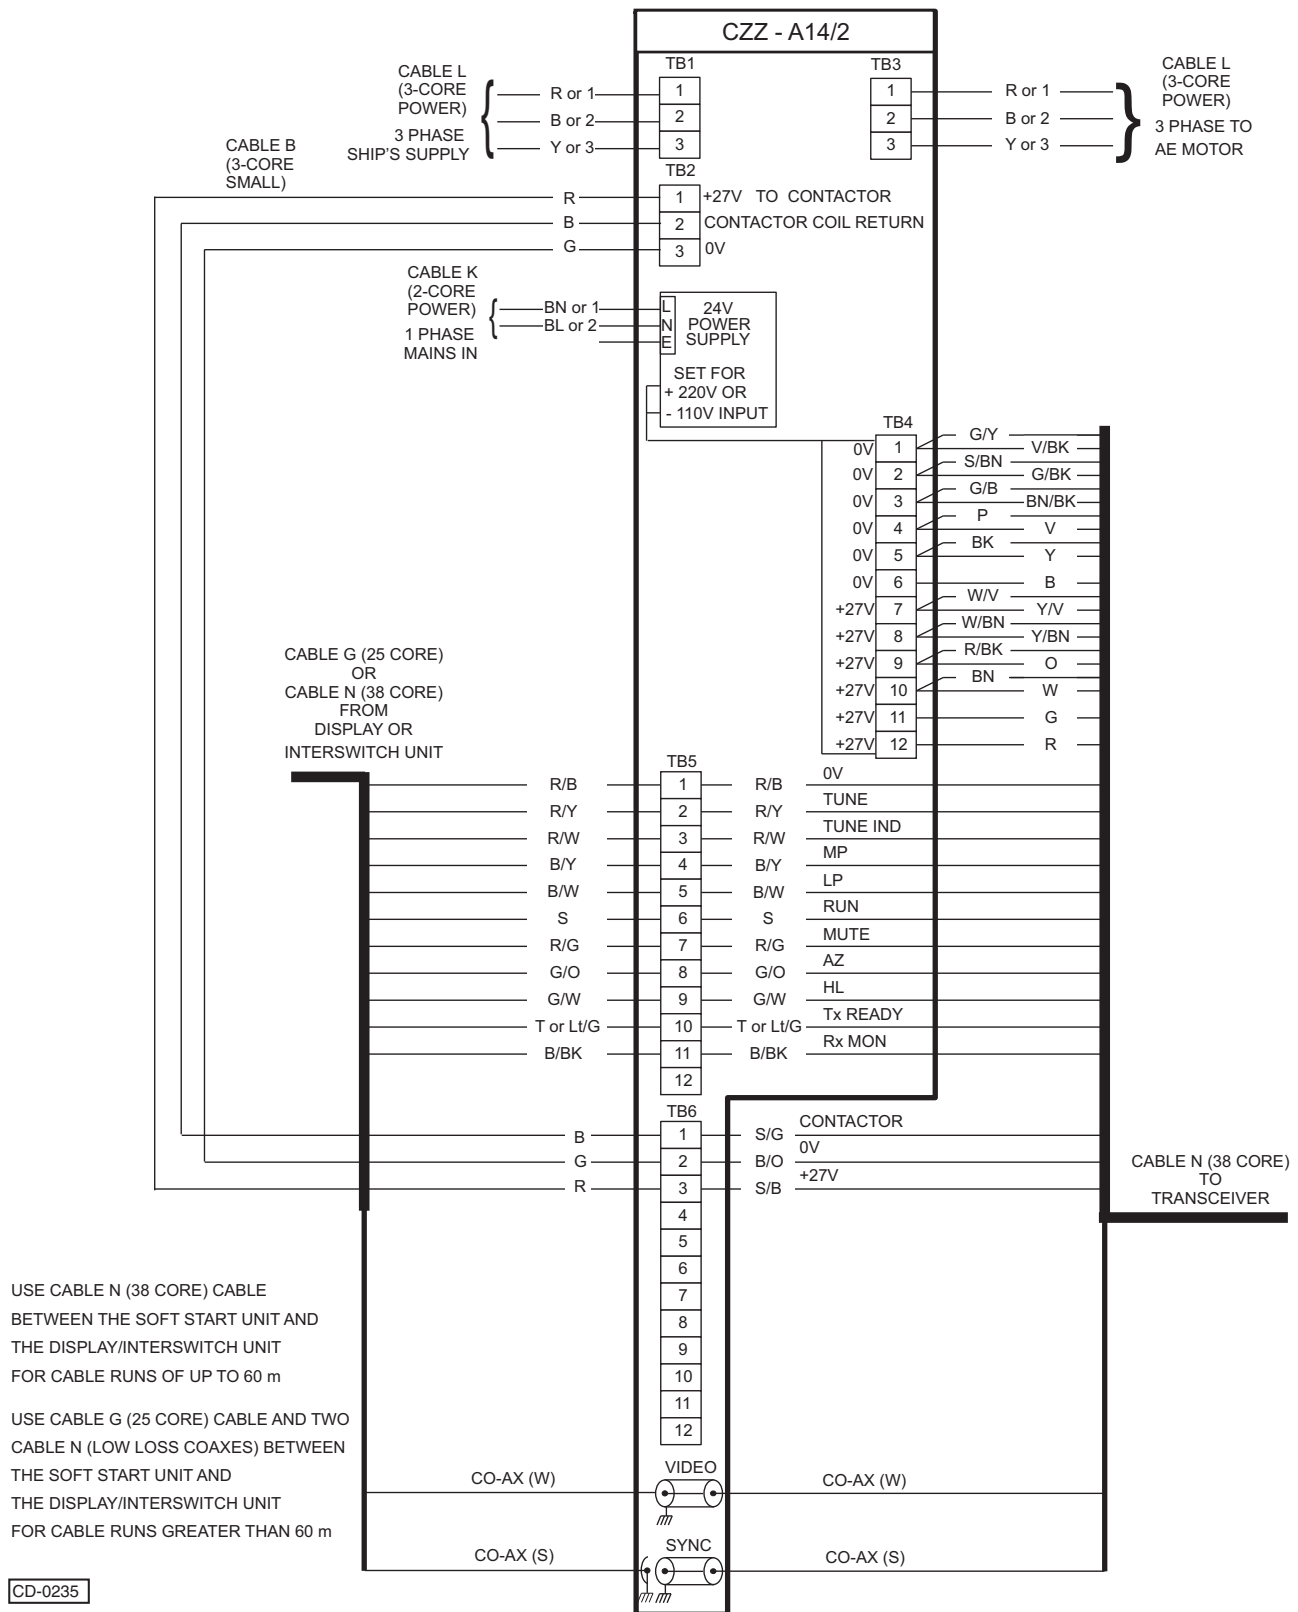 CZZ - A14/2
CABLE L
(3-CORE
POWER)
3 PHASE
SHIP'S SUPPLY
R or 1
B or 2
Y or 3
TB1
1
2
3
TB3
1
2
3
R or 1
B or 2
Y or 3
CABLE L
(3-CORE
POWER)
3 PHASE TO
AE MOTOR
CABLE B
(3-CORE
SMALL)
TB2
R 1 +27V TO CONTACTOR
B 2 CONTACTOR COIL RETURN
G 3 0V
CABLE K
(2-CORE
POWER)
1 PHASE
MAINS IN
BN or 1
BL or 2
L
N
E
24V
POWER
SUPPLY
SET FOR
+ 220V OR
- 110V INPUT
TB4
G/Y
0V 1 V/BK
S/BN
0V 2 G/BK
G/B
0V 3 BN/BK
P
0V 4 V
BK
0V 5 Y
0V 6 B
W/V
+27V 7 Y/V
W/BN
+27V 8 Y/BN
R/BK
+27V 9 O
BN
+27V 10 W
+27V 11 G
+27V 12 R
CABLE G (25 CORE)
OR
CABLE N (38 CORE)
FROM
DISPLAY OR
INTERSWITCH UNIT
TB5
R/B 1 R/B 0V
R/Y 2 R/Y TUNE
R/W 3 R/W TUNE IND
B/Y 4 B/Y MP
B/W 5 B/W LP
S 6 S RUN
R/G 7 R/G MUTE
G/O 8 G/O AZ
G/W 9 G/W HL
T or Lt/G 10 T or Lt/G Tx READY
B/BK 11 B/BK Rx MON
12
TB6
B 1 S/G CONTACTOR
G 2 B/O 0V
R 3 S/B +27V
4
5
6
7
8
9
10
11
12
CABLE N (38 CORE)
TO
TRANSCEIVER
USE CABLE N (38 CORE) CABLE
BETWEEN THE SOFT START UNIT AND
THE DISPLAY/INTERSWITCH UNIT
FOR CABLE RUNS OF UP TO 60 m
USE CABLE G (25 CORE) CABLE AND TWO
CABLE N (LOW LOSS COAXES) BETWEEN
THE SOFT START UNIT AND
THE DISPLAY/INTERSWITCH UNIT
FOR CABLE RUNS GREATER THAN 60 m
CO-AX (W) VIDEO CO-AX (W)
CO-AX (S) SYNC CO-AX (S)
CD-0235